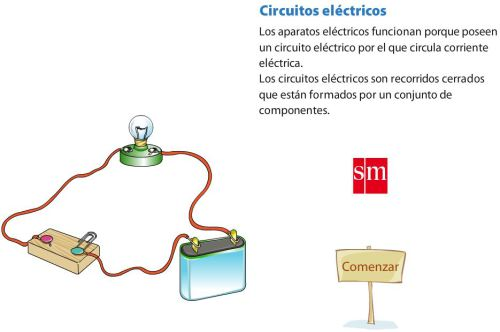 Circuitos eléctricos
Los aparatos eléctricos funcionan porque poseen
un circuito eléctrico por el que circula corriente
eléctrica.
Los circuitos eléctricos son recorridos cerrados
que están formados por un conjunto de
componentes.
sm
Comenzar